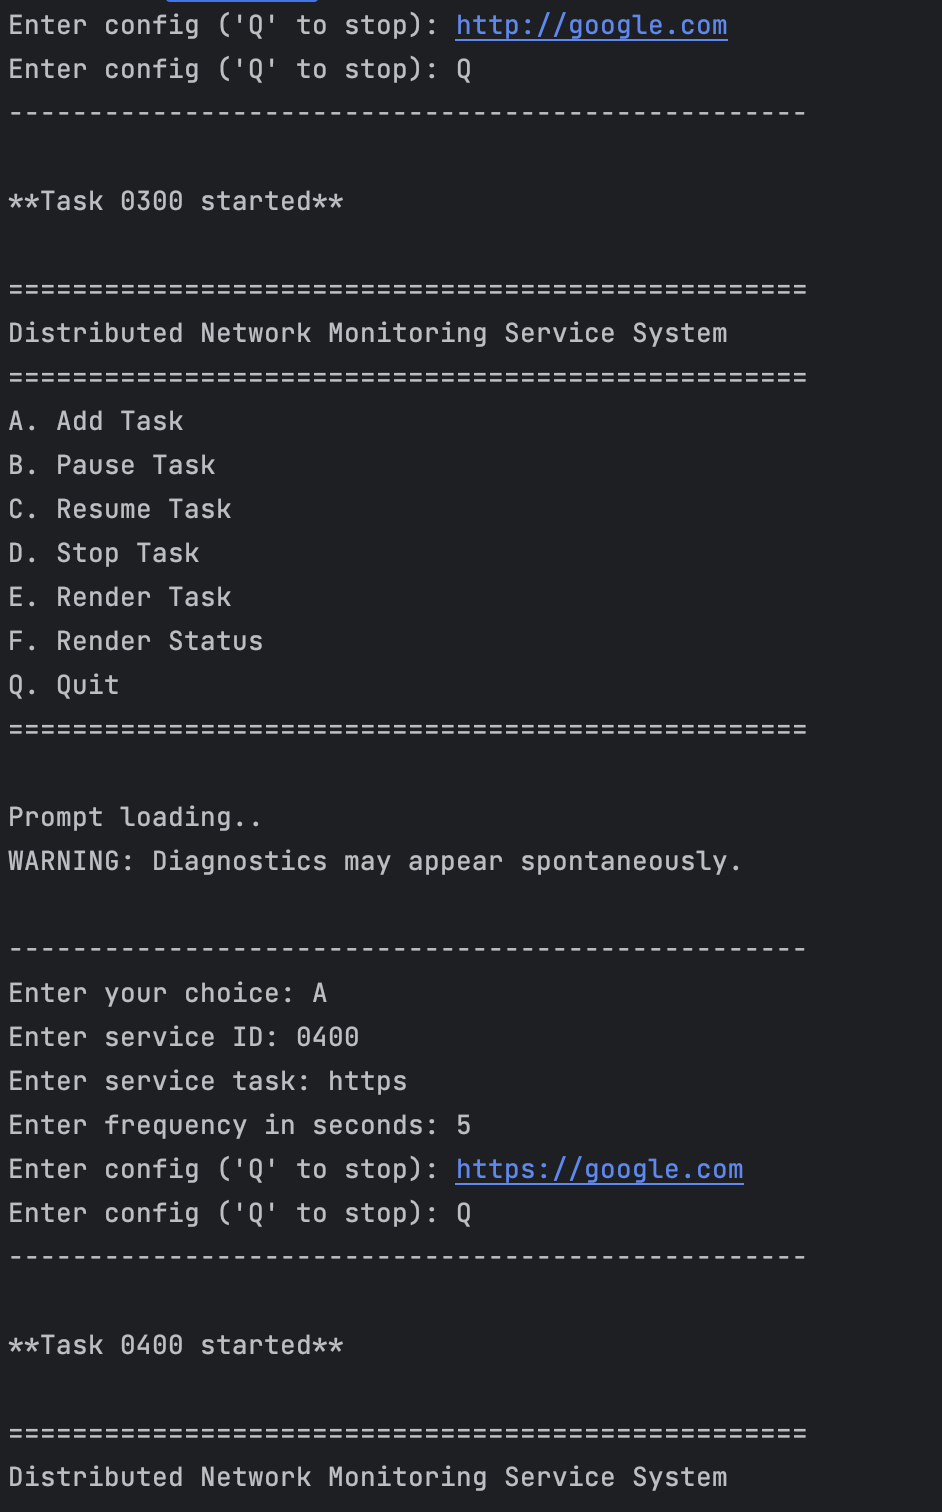 Enter config ('Q' to stop): http://google.com
Enter config ('Q' to stop): Q
--------------------------------------------------

**Task 0300 started**

==================================================
Distributed Network Monitoring Service System
==================================================
A. Add Task
B. Pause Task
C. Resume Task
D. Stop Task
E. Render Task
F. Render Status
Q. Quit
==================================================

Prompt loading..
WARNING: Diagnostics may appear spontaneously.

--------------------------------------------------
Enter your choice: A
Enter service ID: 0400
Enter service task: https
Enter frequency in seconds: 5
Enter config ('Q' to stop): https://google.com
Enter config ('Q' to stop): Q
--------------------------------------------------

**Task 0400 started**

==================================================
Distributed Network Monitoring Service System